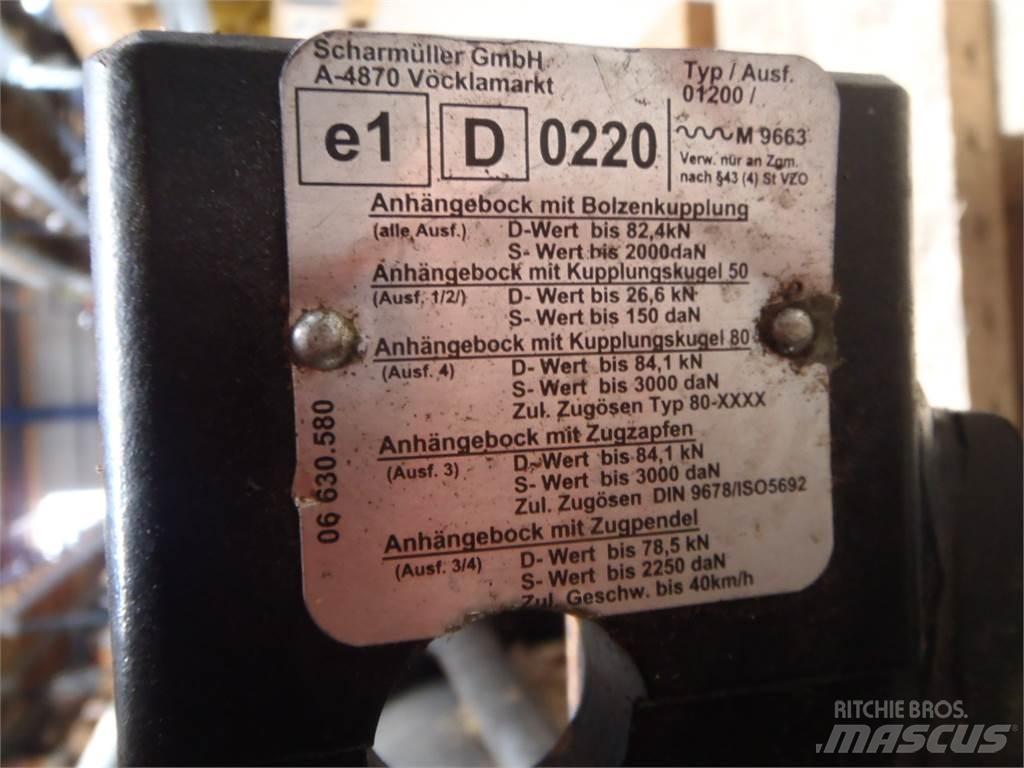 Scharmüller GmbH
A-4870 Vöcklamarkt
Typ / Ausf.
01200 /
e1 D 0220
M 9663
Verw. nur an Zgm.
nach §43 (4) St VZO
Anhängebock mit Bolzenkupplung
(alle Ausf.) D-Wert bis 82,4kN
S- Wert bis 2000daN
Anhängebock mit Kupplungskugel 50
(Ausf. 1/2/) D- Wert bis 26,6 kN
S- Wert bis 150 daN
Anhängebock mit Kupplungskugel 80
(Ausf. 4) D- Wert bis 84,1 kN
S- Wert bis 3000 daN
Zul. Zugösen Typ 80-XXXX
Anhängebock mit Zugzapfen
(Ausf. 3) D- Wert bis 84,1 kN
S- Wert bis 3000 daN
Zul. Zugösen DIN 9678/ISO5692
Anhängebock mit Zugpendel
(Ausf. 3/4) D- Wert bis 78,5 kN
S- Wert bis 2250 daN
Zul. Geschw. bis 40km/h
06 630.580
RITCHIE BROS.
MASCUS